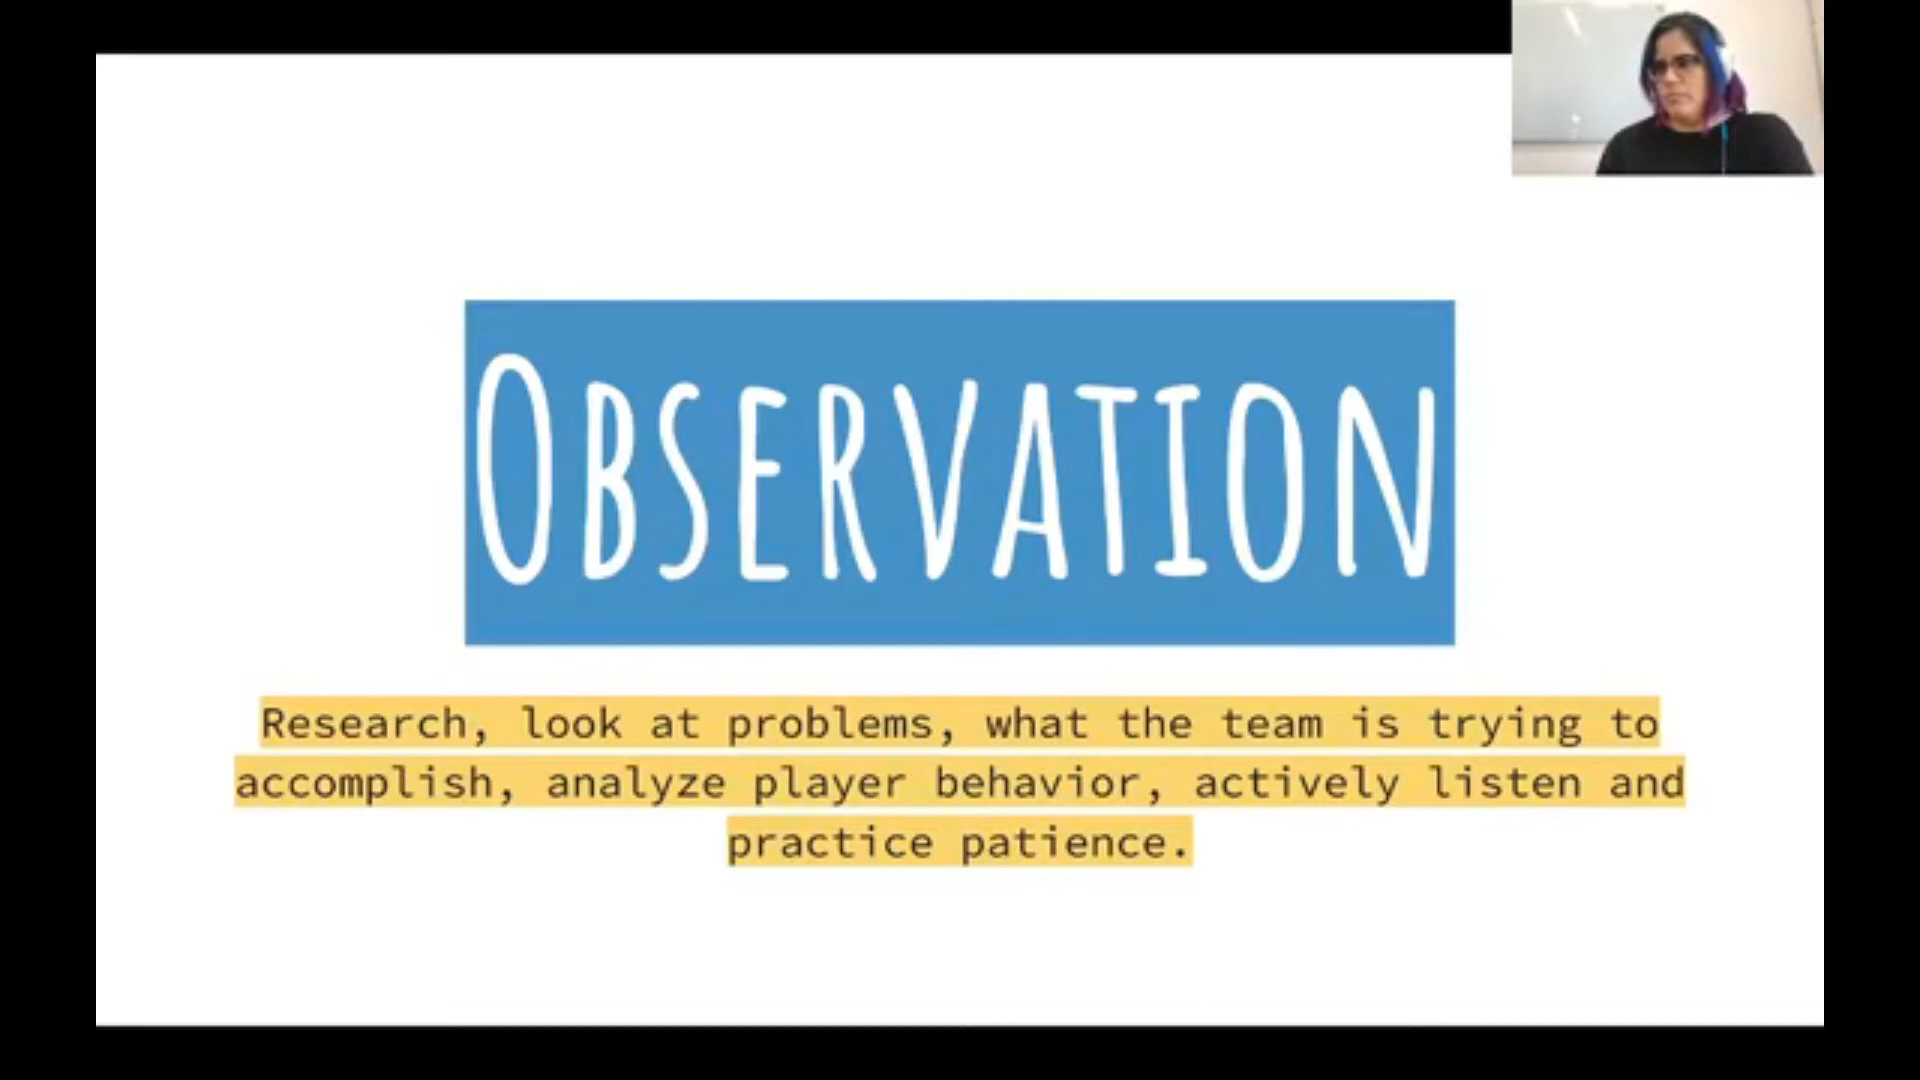 Observation
Research, look at problems, what the team is trying to
accomplish, analyze player behavior, actively listen and
practice patience.